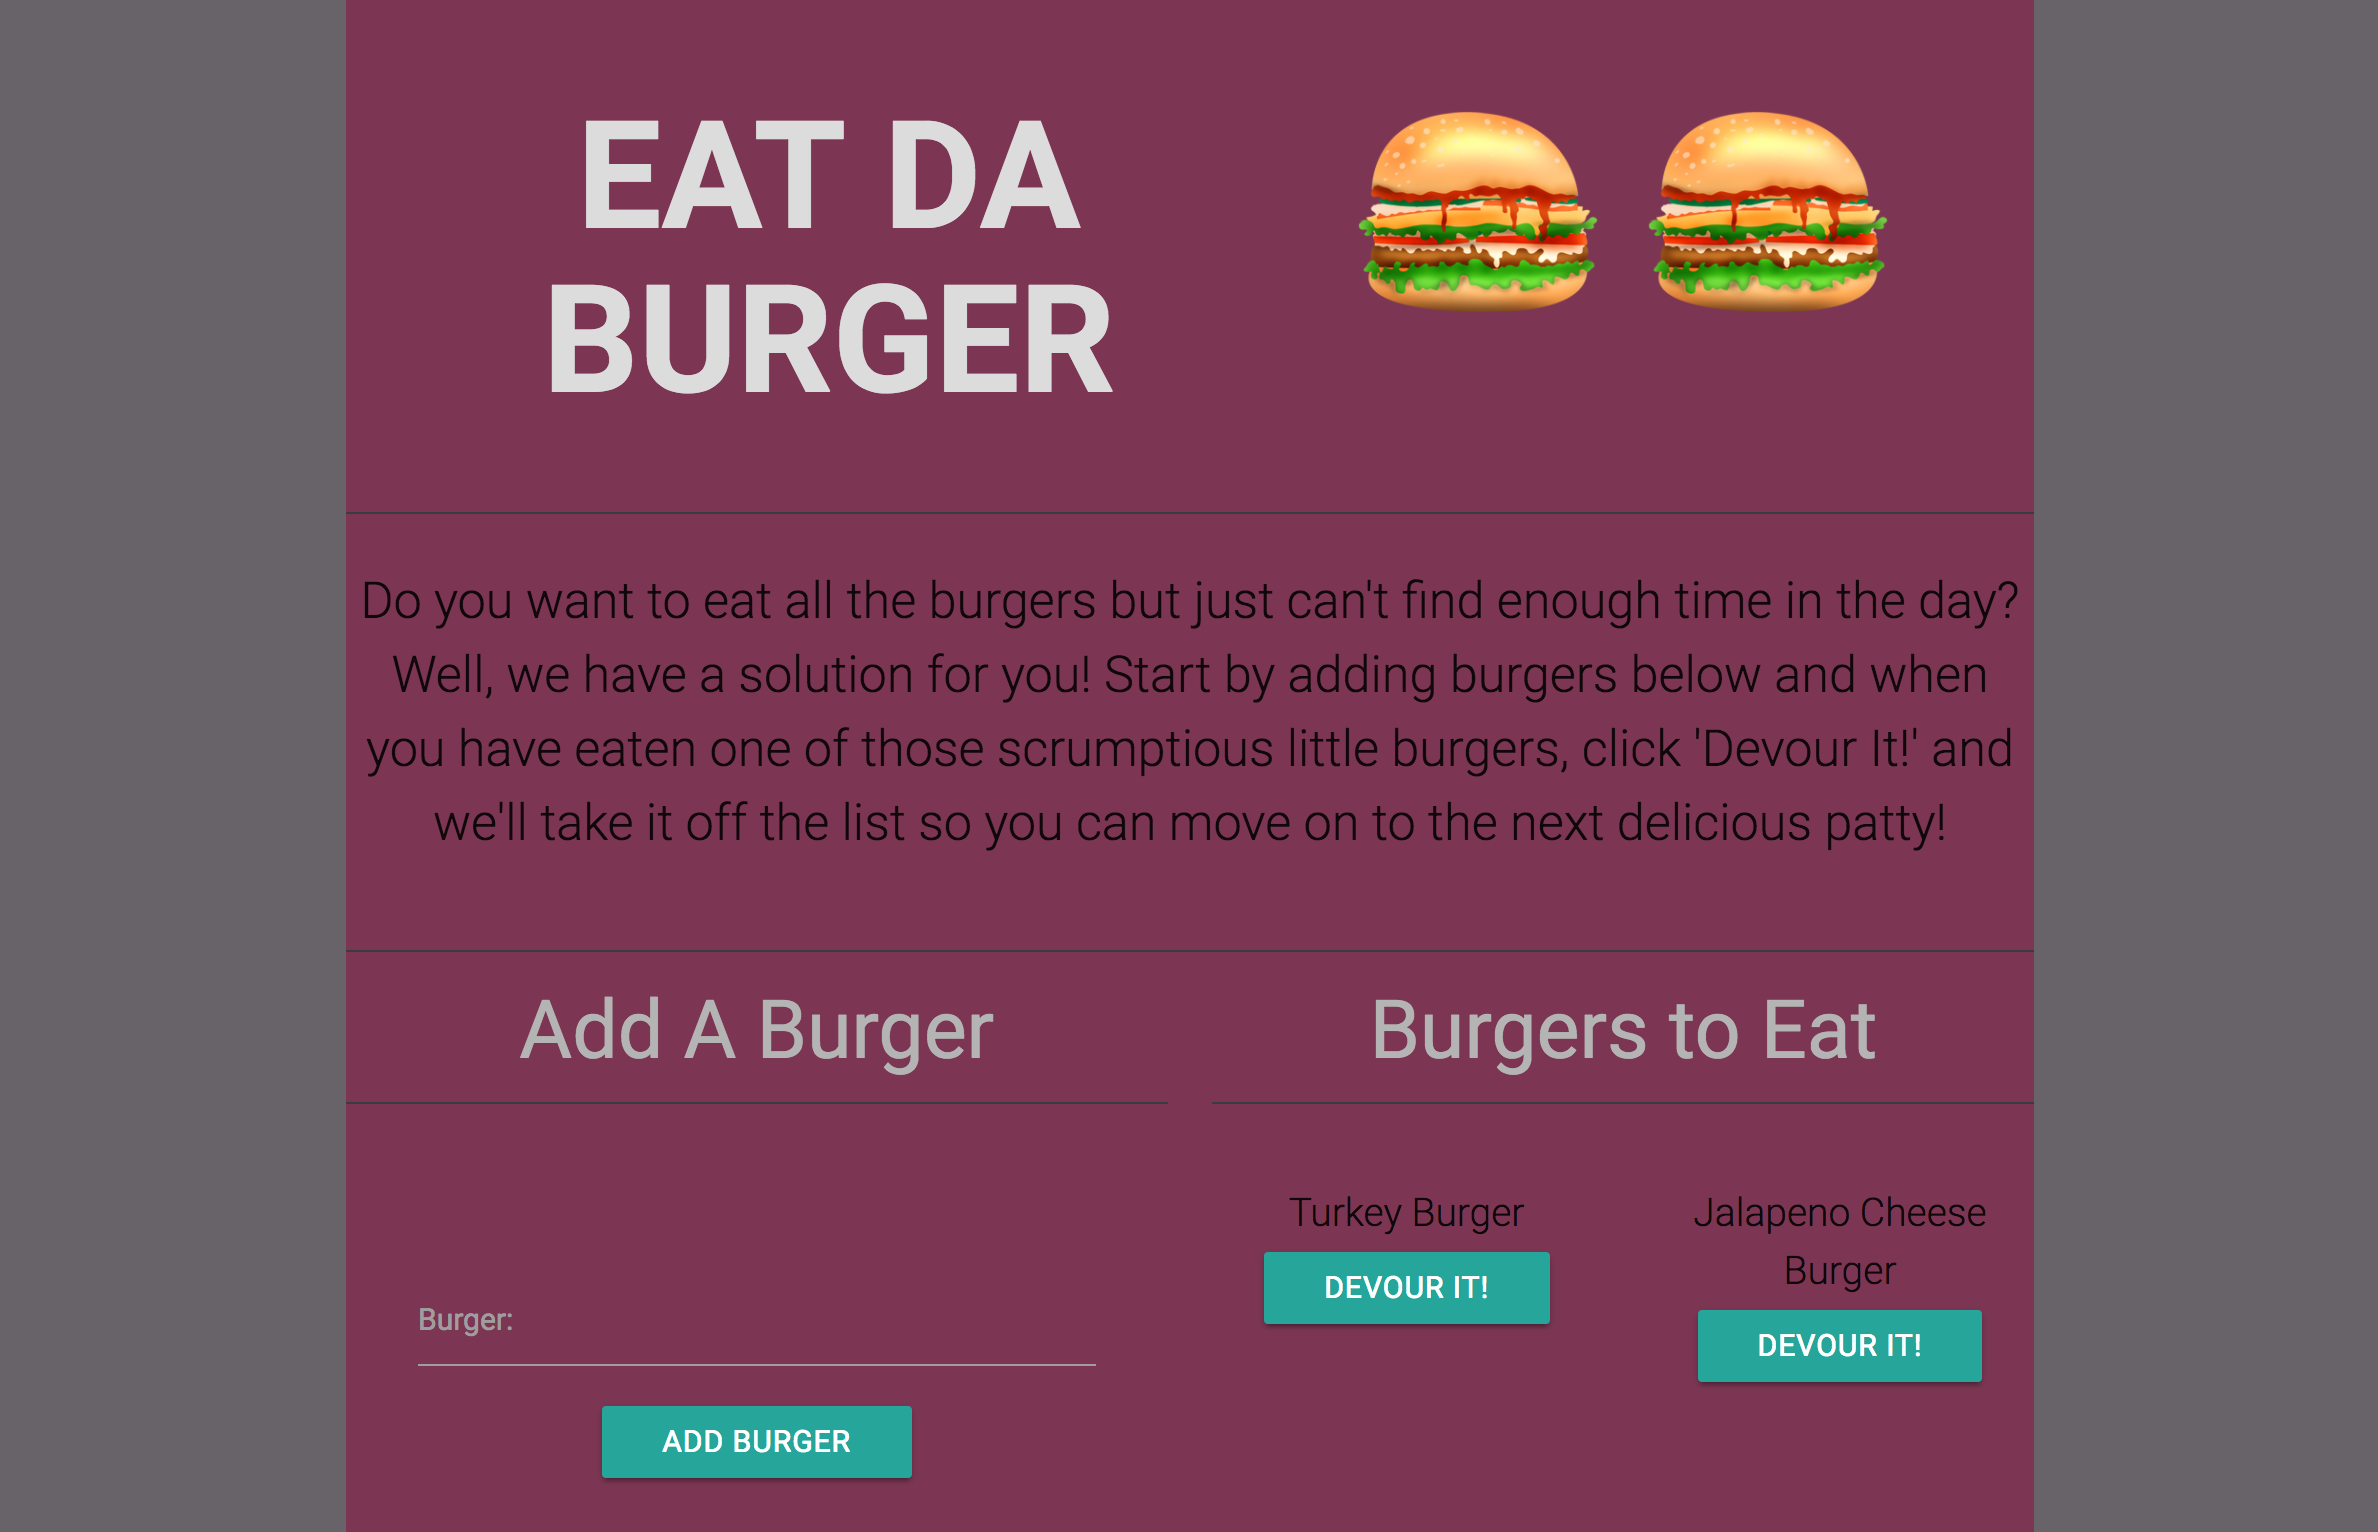 EAT DA
BURGER
Do you want to eat all the burgers but just can't find enough time in the day?
Well, we have a solution for you! Start by adding burgers below and when
you have eaten one of those scrumptious little burgers, click 'Devour It!' and
we'll take it off the list so you can move on to the next delicious patty!
Add A Burger
Burger:
ADD BURGER
Burgers to Eat
Turkey Burger
DEVOUR IT!
Jalapeno Cheese
Burger
DEVOUR IT!